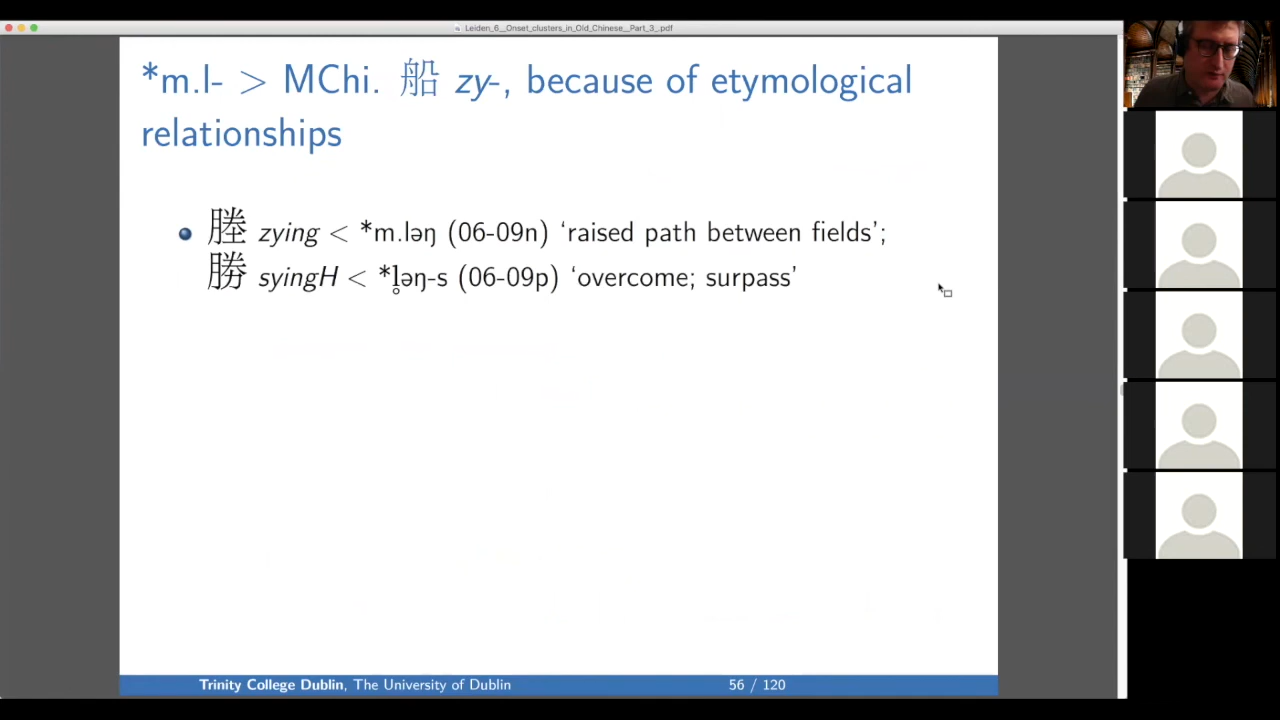 Leiden_6__Onset_clusters_in_Old_Chinese__Part_3_.pdf
*m.l- > MChi. 船 zy-, because of etymological
relationships
塍 zying < *m.ləŋ (06-09n) ‘raised path between fields’;
勝 syingH < *l̥əŋ-s (06-09p) ‘overcome; surpass’
Trinity College Dublin, The University of Dublin 56 / 120